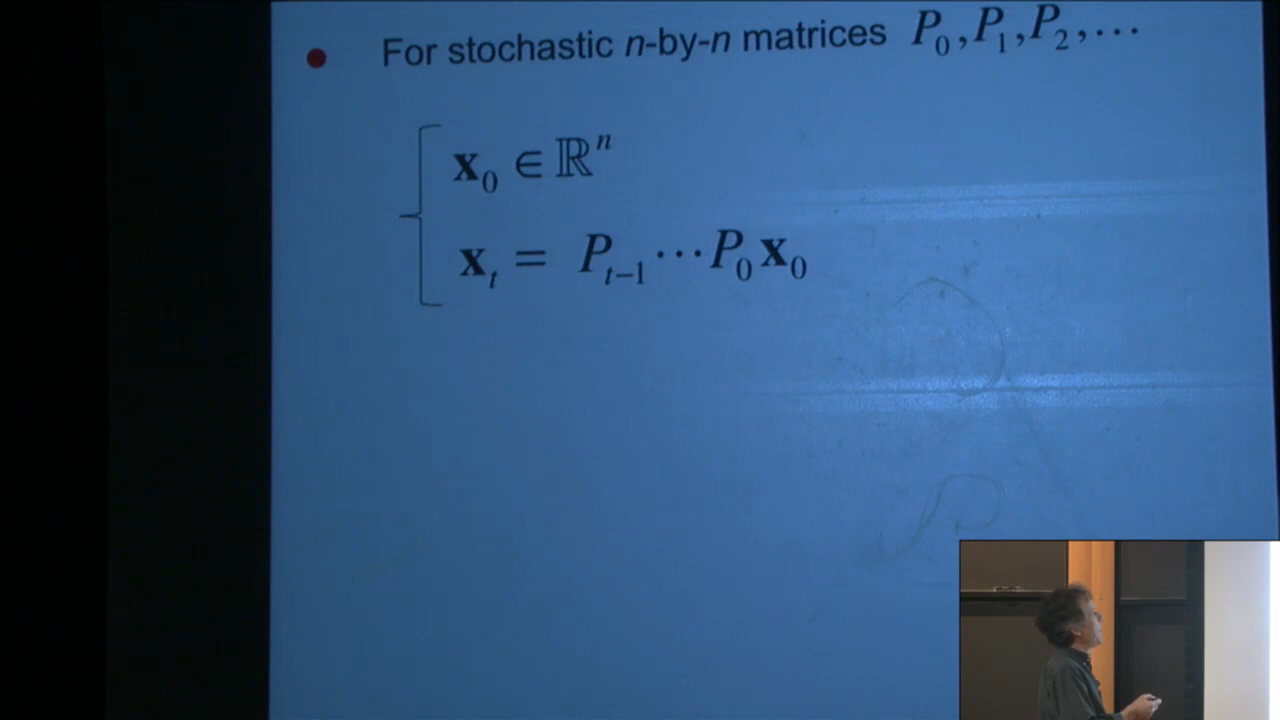 ● For stochastic n-by-n matrices P₀, P₁, P₂, …
x₀ ∈ ℝⁿ
xₜ = Pₜ₋₁ ⋯ P₀ x₀